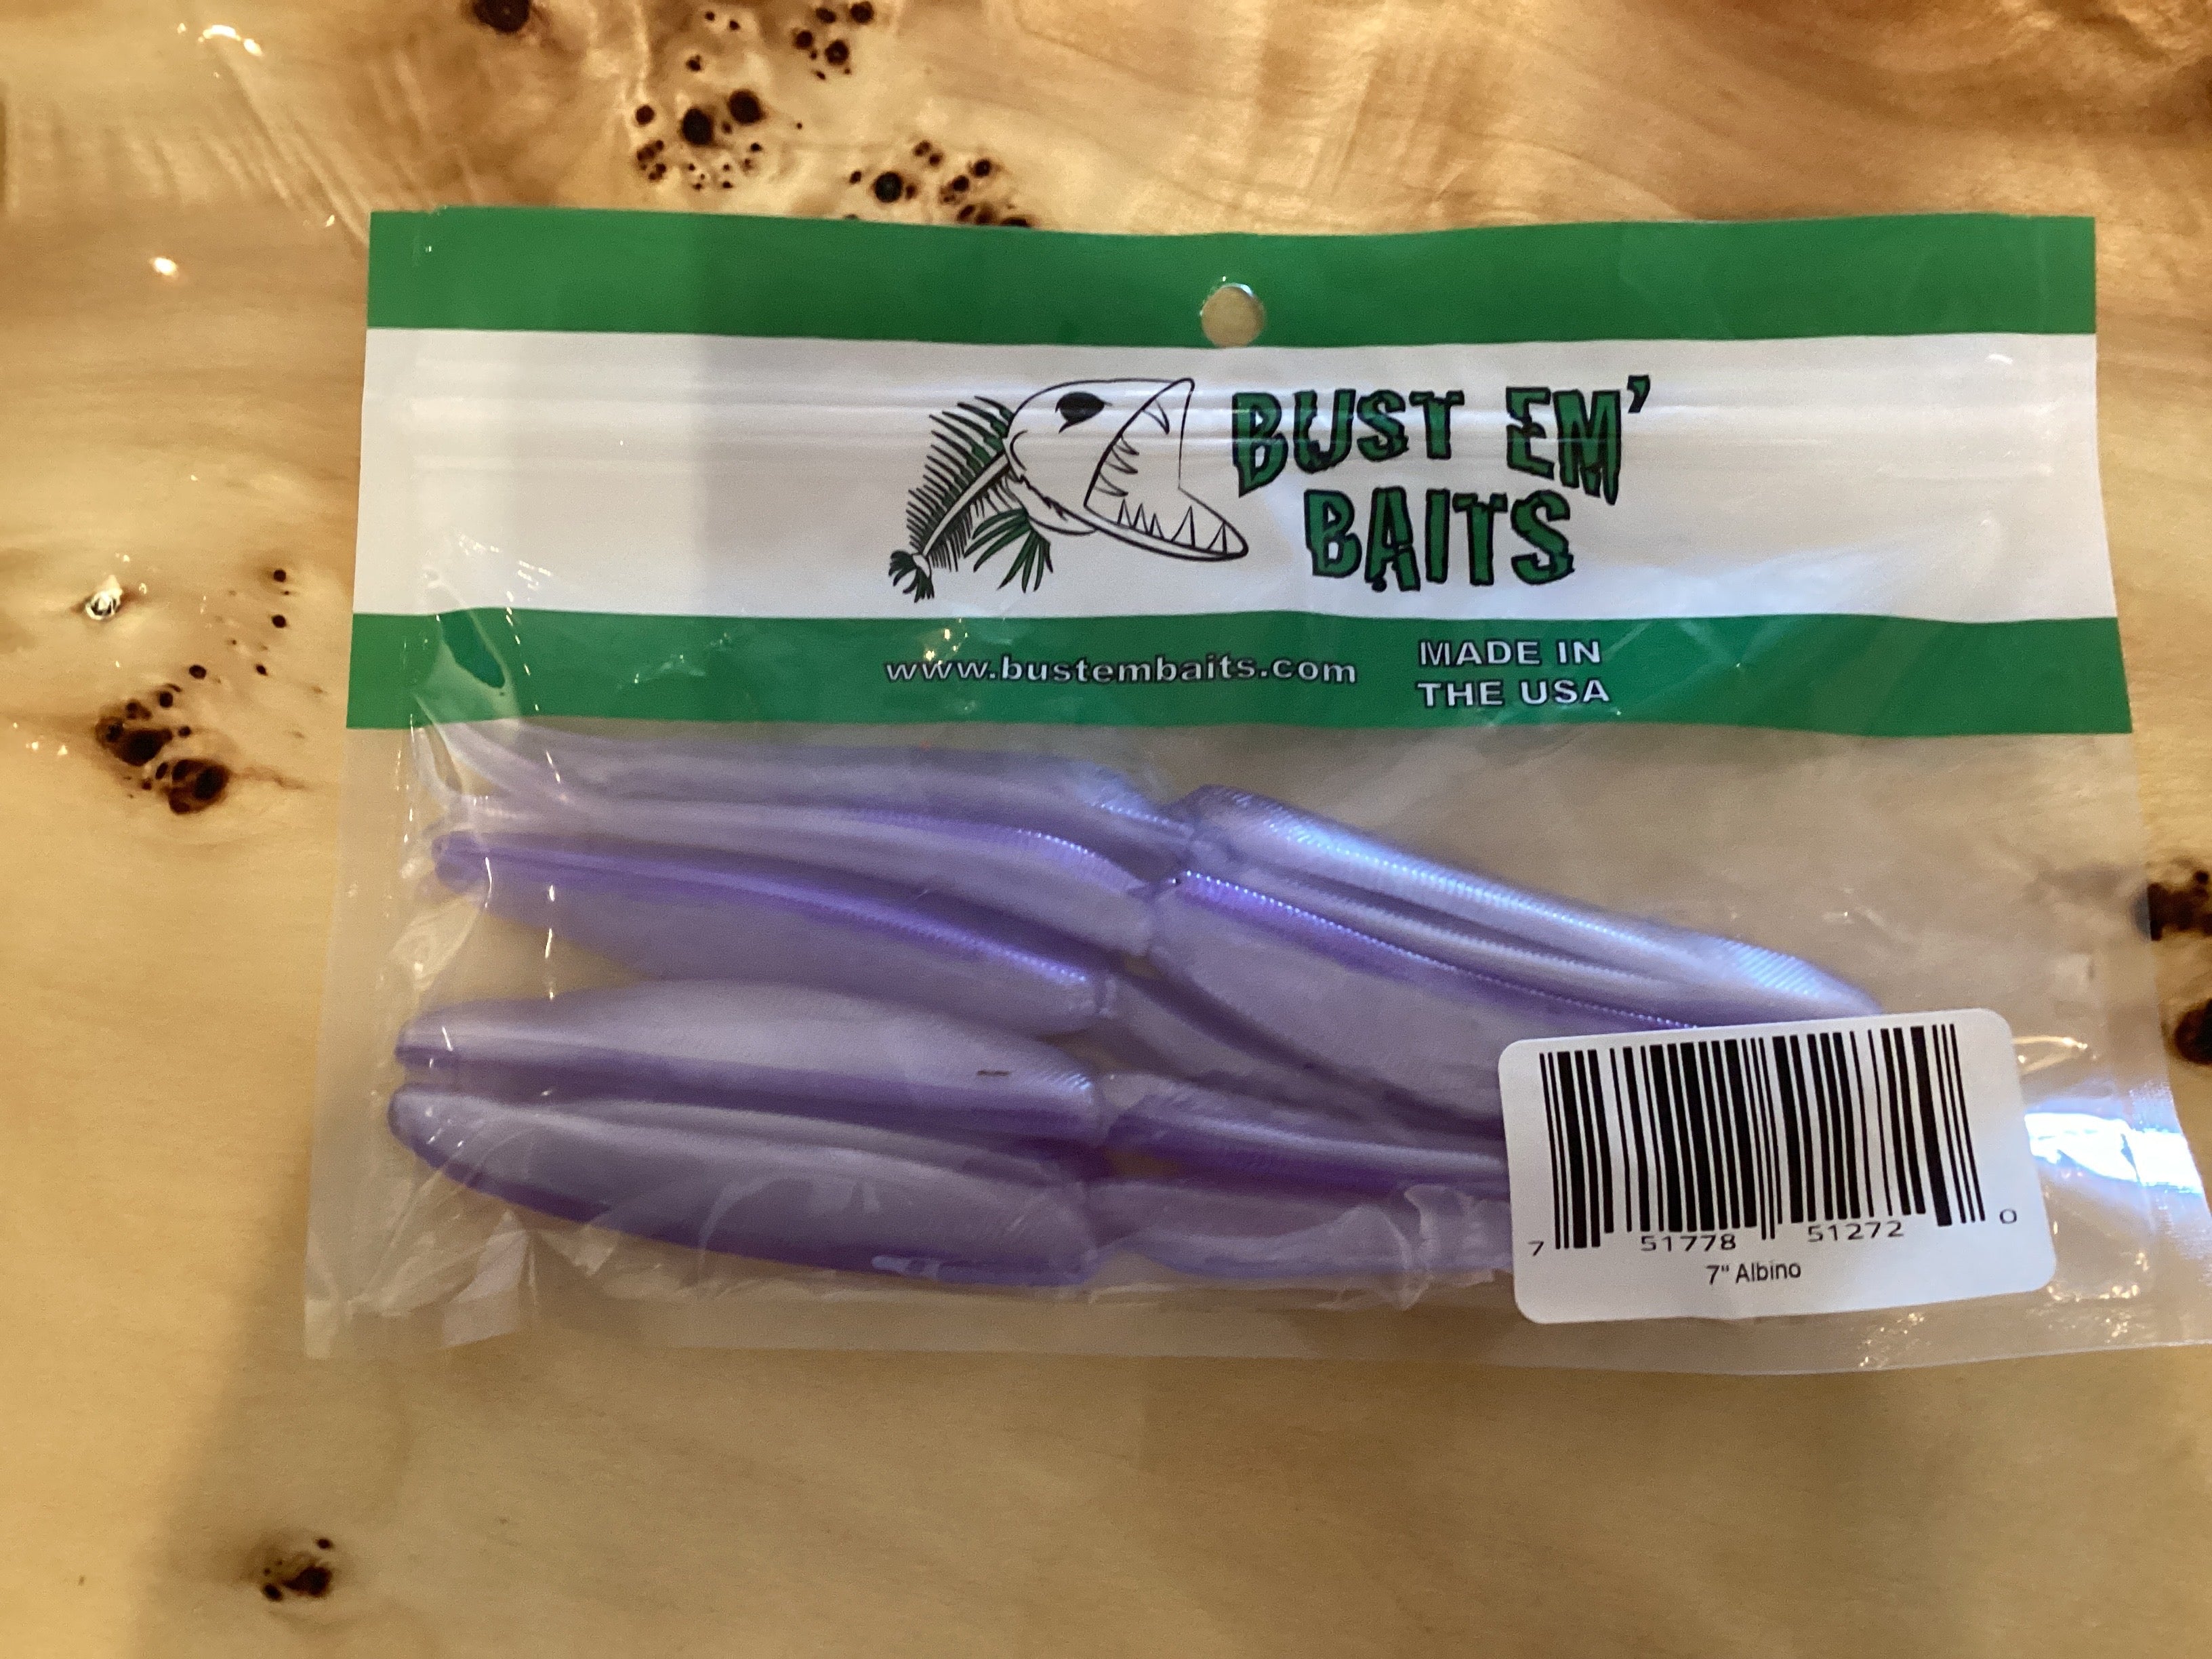 BUST EM'
BAITS
www.bustembaits.com
MADE IN
THE USA
7 51778 51272 0
7" Albino